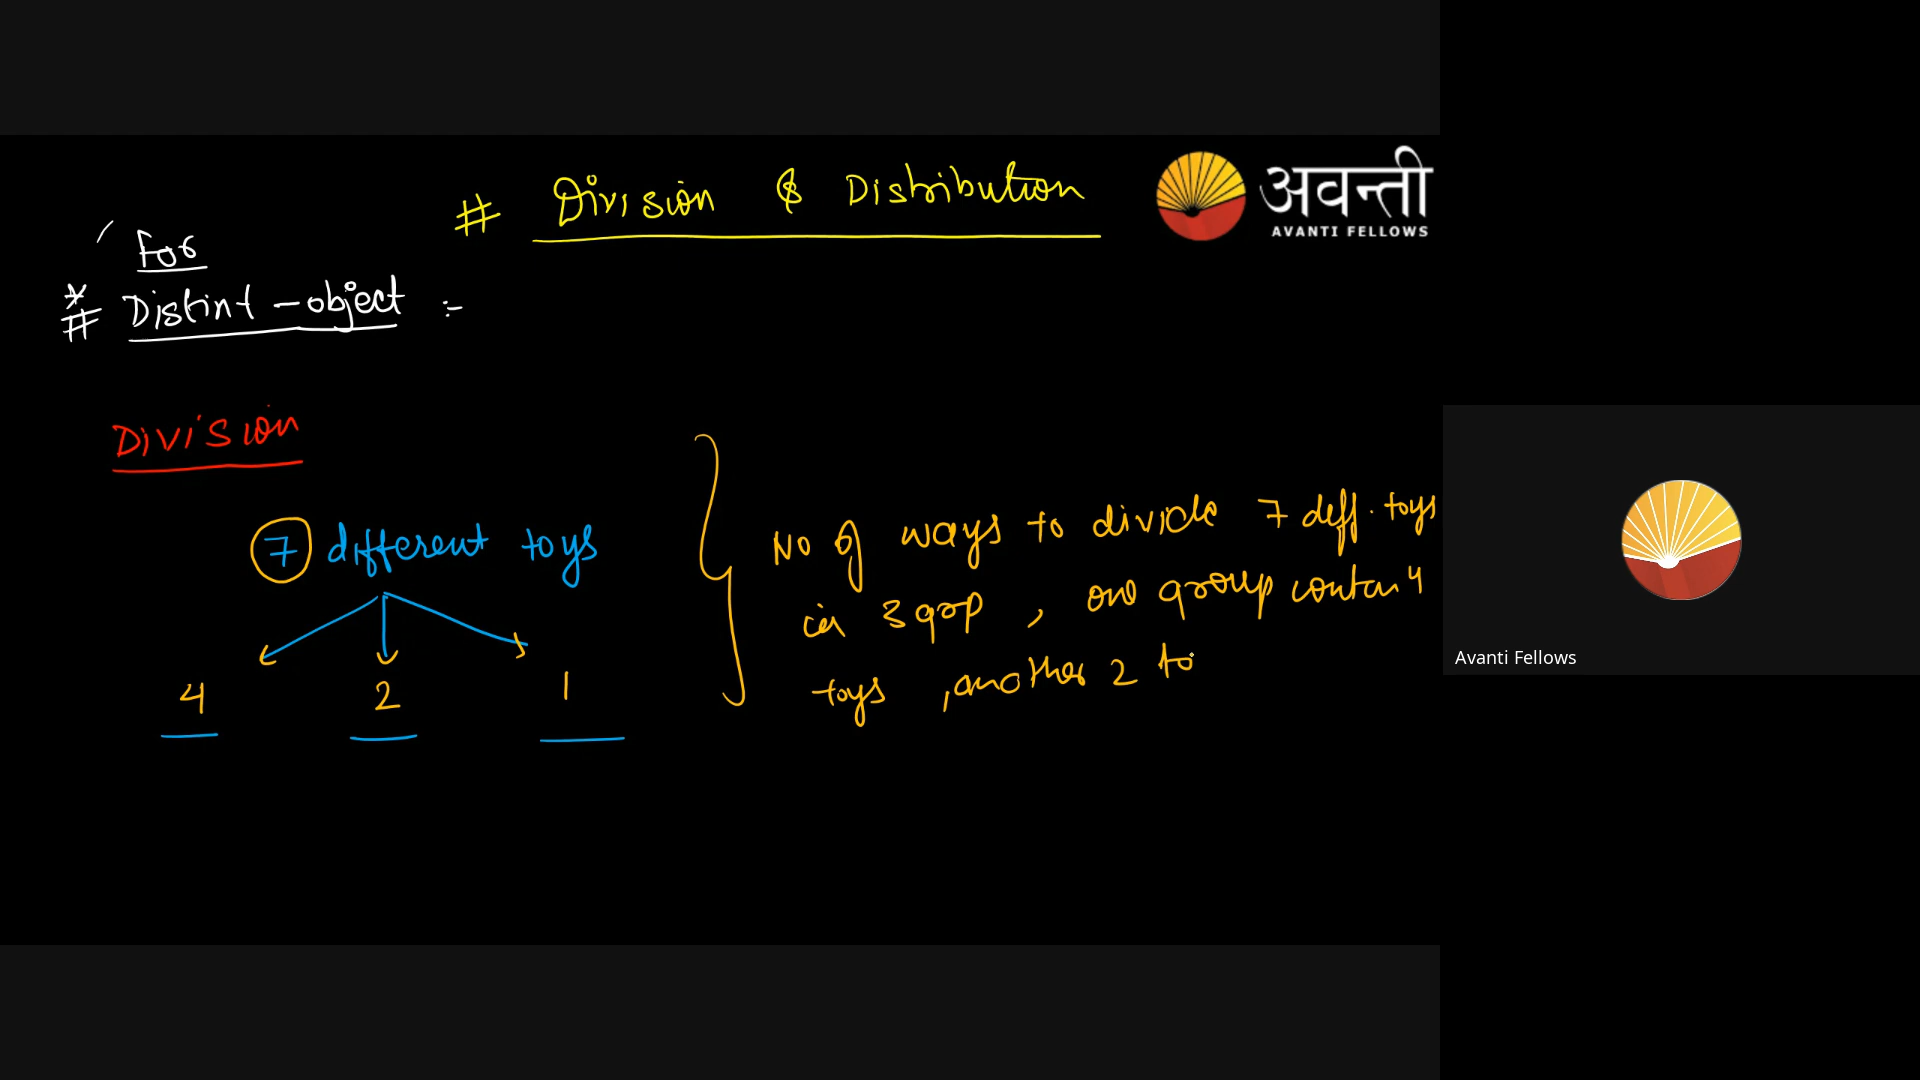 # Division & Distribution
अवन्ती
AVANTI FELLOWS
For
*# Distint - object :-
Division
7 different toys
4 2 1
No of ways to divide 7 diff. toys
in 3 grp, one group contan 4
toys, another 2 to
Avanti Fellows